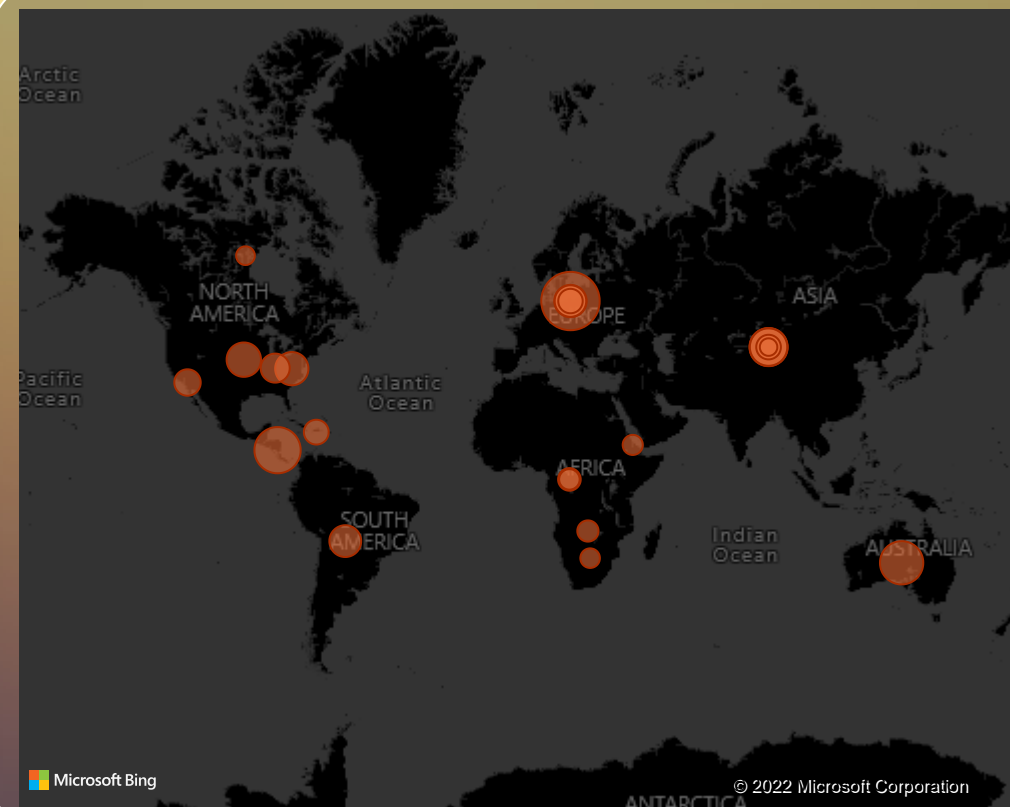 Arctic
Ocean
NORTH
AMERICA
ASIA
EUROPE
Pacific
Ocean
Atlantic
Ocean
AFRICA
SOUTH
AMERICA
Indian
Ocean
AUSTRALIA
Microsoft Bing
© 2022 Microsoft Corporation
ANTARCTICA